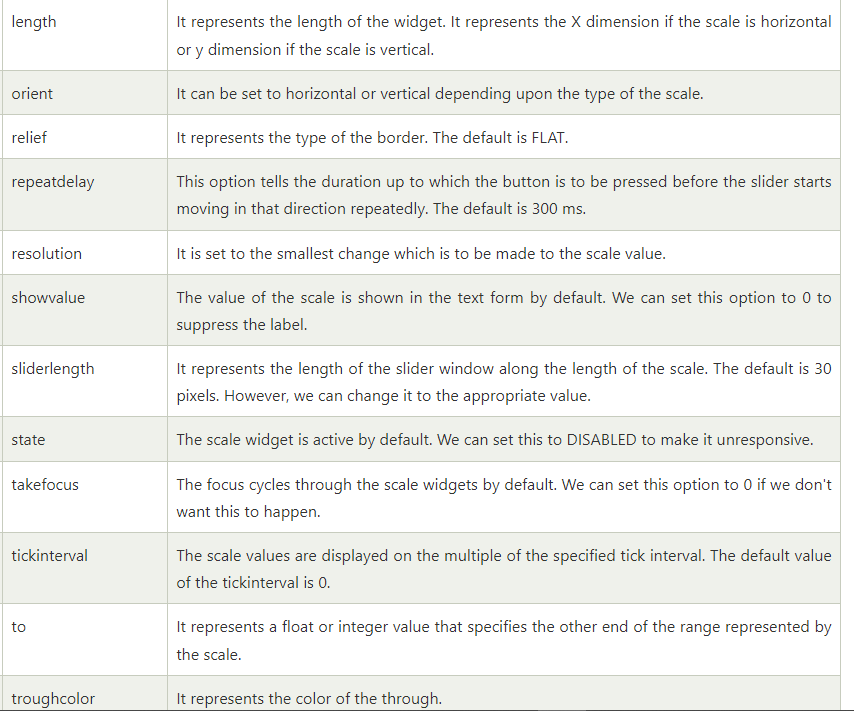 length
It represents the length of the widget. It represents the X dimension if the scale is horizontal
or y dimension if the scale is vertical.
orient
It can be set to horizontal or vertical depending upon the type of the scale.
relief
It represents the type of the border. The default is FLAT.
repeatdelay
This option tells the duration up to which the button is to be pressed before the slider starts
moving in that direction repeatedly. The default is 300 ms.
resolution
It is set to the smallest change which is to be made to the scale value.
showvalue
The value of the scale is shown in the text form by default. We can set this option to 0 to
suppress the label.
sliderlength
It represents the length of the slider window along the length of the scale. The default is 30
pixels. However, we can change it to the appropriate value.
state
The scale widget is active by default. We can set this to DISABLED to make it unresponsive.
takefocus
The focus cycles through the scale widgets by default. We can set this option to 0 if we don't
want this to happen.
tickinterval
The scale values are displayed on the multiple of the specified tick interval. The default value
of the tickinterval is 0.
to
It represents a float or integer value that specifies the other end of the range represented by
the scale.
troughcolor
It represents the color of the through.